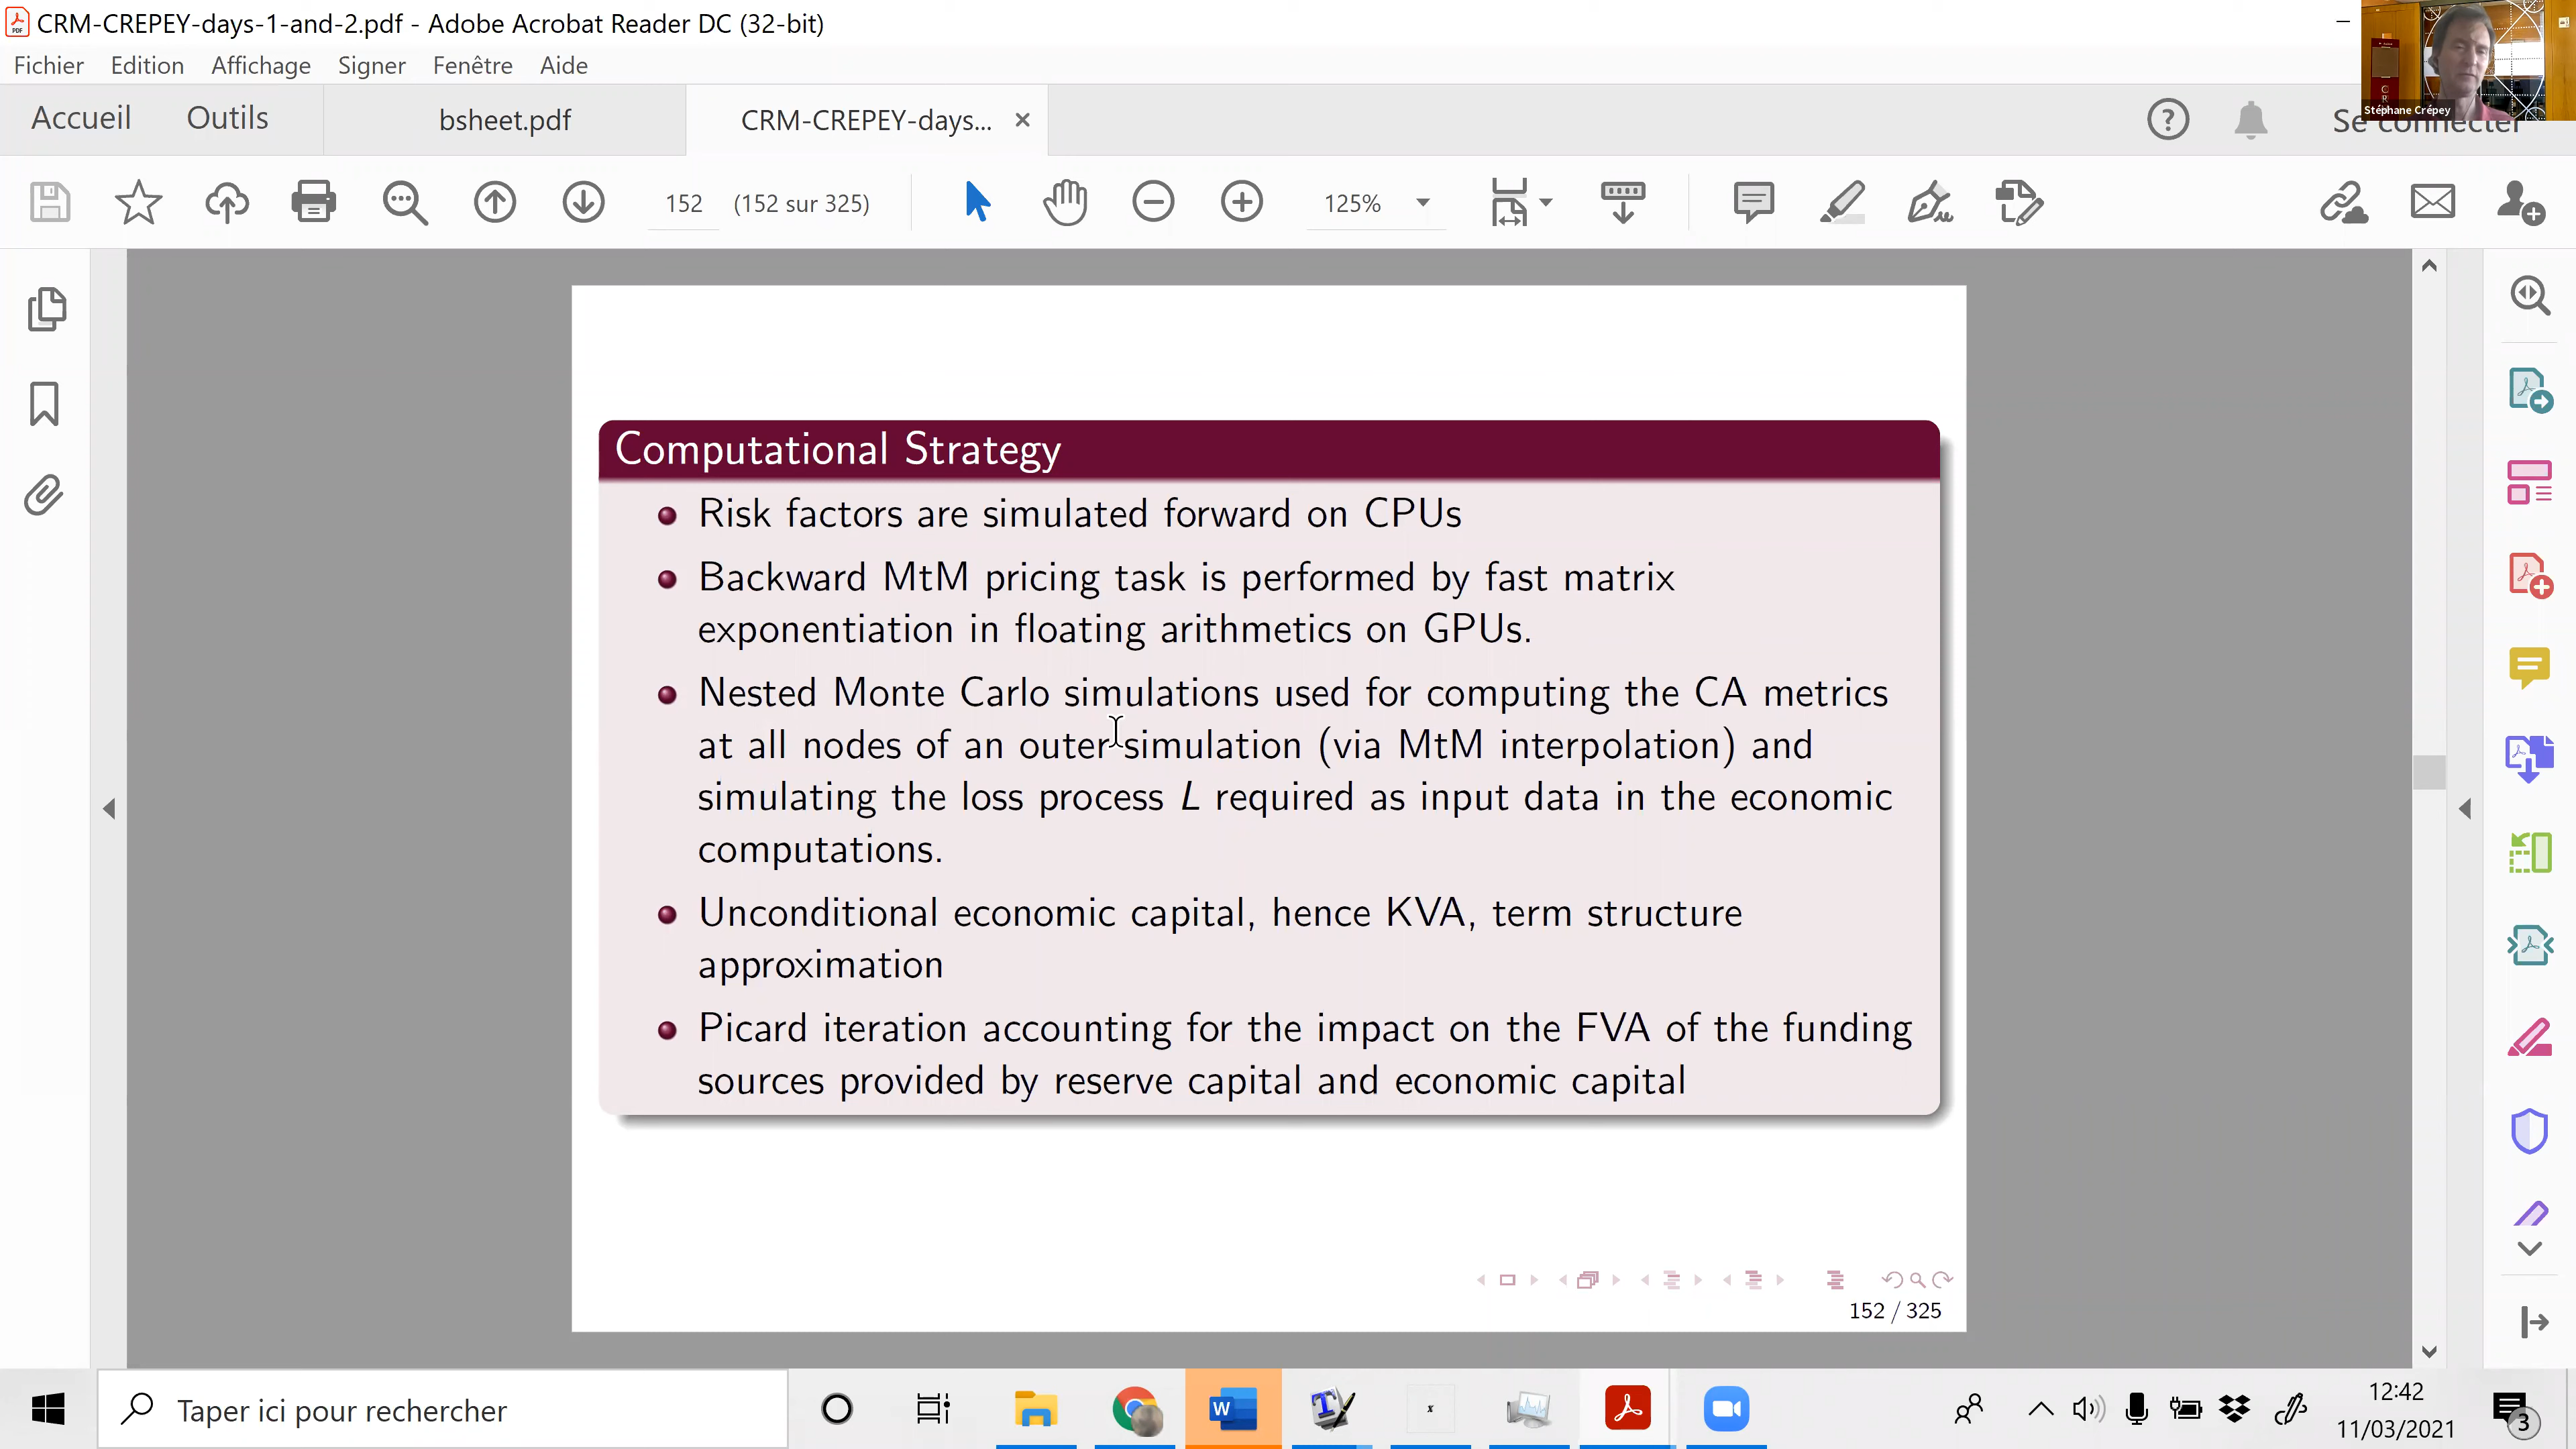 CRM-CREPEY-days-1-and-2.pdf - Adobe Acrobat Reader DC (32-bit)
Fichier Edition Affichage Signer Fenêtre Aide
Stéphane Crépey
Accueil Outils bsheet.pdf CRM-CREPEY-days... Se connecter
152 (152 sur 325) 125%
Computational Strategy
Risk factors are simulated forward on CPUs
Backward MtM pricing task is performed by fast matrix
exponentiation in floating arithmetics on GPUs.
Nested Monte Carlo simulations used for computing the CA metrics
at all nodes of an outer simulation (via MtM interpolation) and
simulating the loss process L required as input data in the economic
computations.
Unconditional economic capital, hence KVA, term structure
approximation
Picard iteration accounting for the impact on the FVA of the funding
sources provided by reserve capital and economic capital
152 / 325
Taper ici pour rechercher
12:42
11/03/2021
3